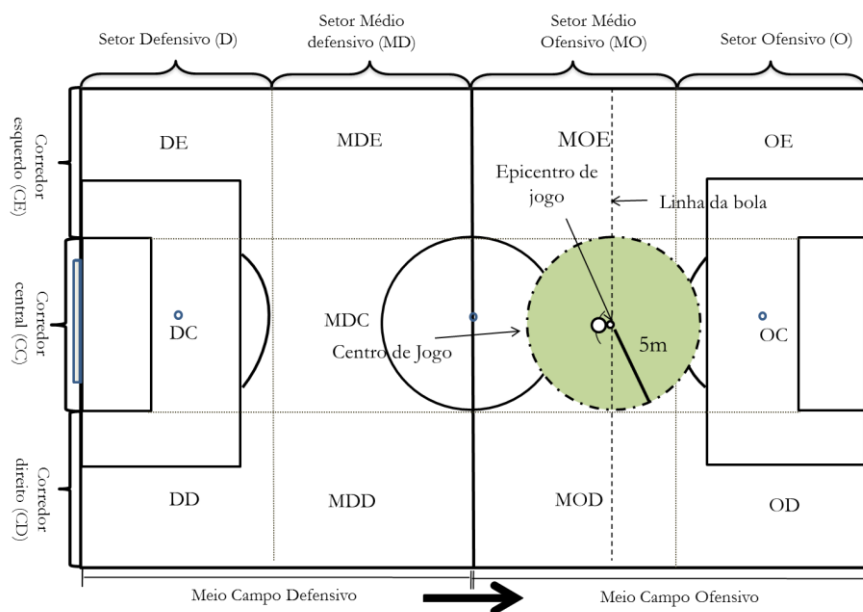 Setor Defensivo (D)
Setor Médio
defensivo (MD)
Setor Médio
Ofensivo (MO)
Setor Ofensivo (O)
Corredor
esquerdo (CE)
Corredor
central (CC)
Corredor
direito (CD)
DE
MDE
MOE
OE
Epicentro de
jogo
Linha da bola
DC
MDC
Centro de Jogo
5m
OC
DD
MDD
MOD
OD
Meio Campo Defensivo
Meio Campo Ofensivo